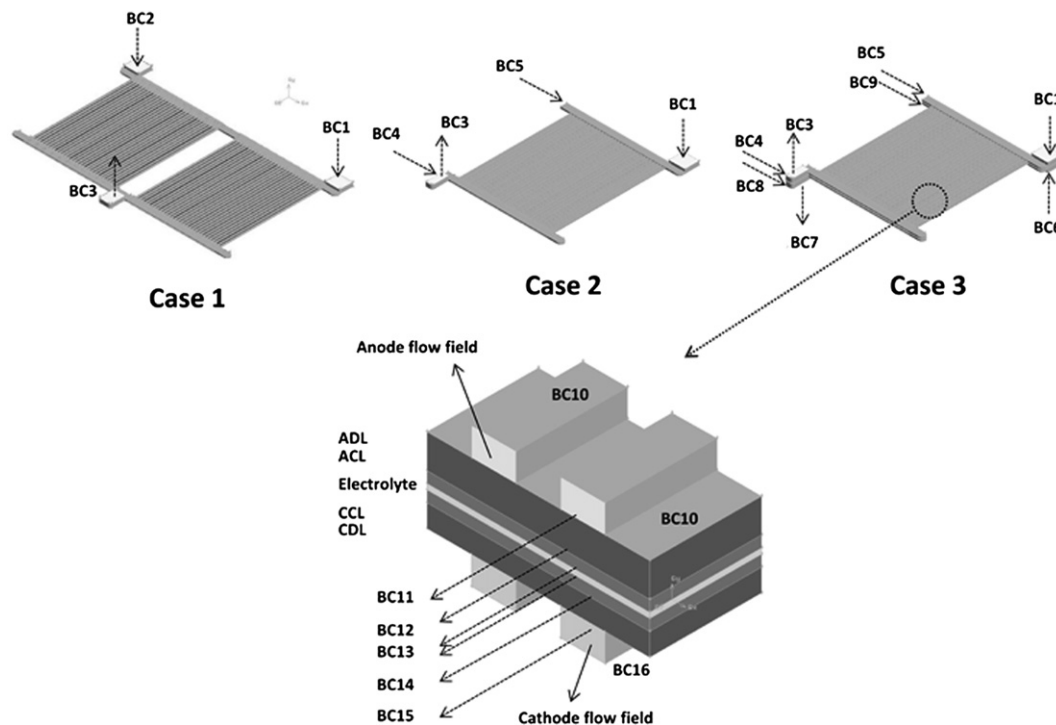 BC2
BC1
BC3
Case 1
BC5
BC4
BC3
BC1
Case 2
BC5
BC9
BC4
BC3
BC8
BC7
BC1
BC6
Case 3
Anode flow field
BC10
ADL
ACL
Electrolyte
CCL
CDL
BC10
BC11
BC12
BC13
BC14
BC15
BC16
Cathode flow field